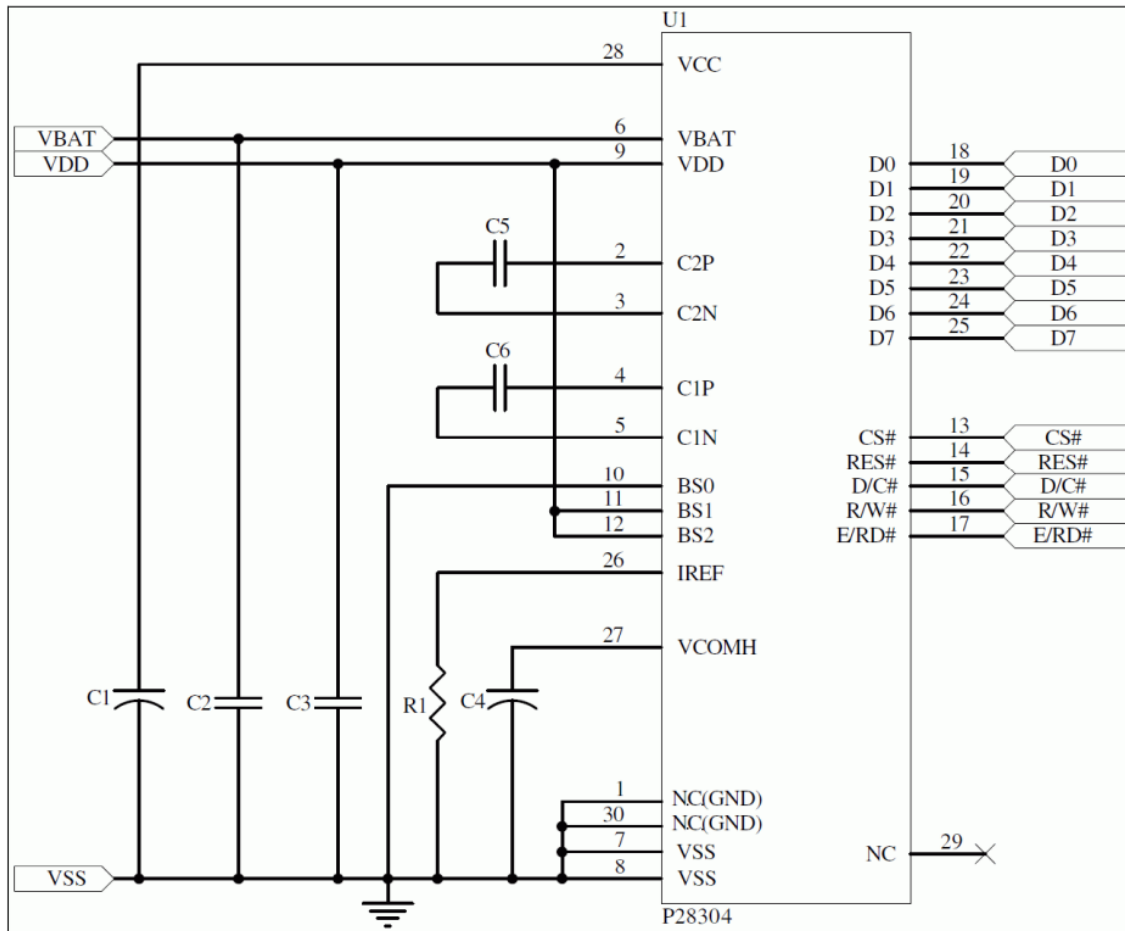 U1
28 VCC
VBAT 6 VBAT
VDD 9 VDD
D0 18 D0
D1 19 D1
D2 20 D2
D3 21 D3
D4 22 D4
D5 23 D5
D6 24 D6
D7 25 D7
C5
2 C2P
3 C2N
C6
4 C1P
5 C1N
CS# 13 CS#
RES# 14 RES#
D/C# 15 D/C#
R/W# 16 R/W#
E/RD# 17 E/RD#
10 BS0
11 BS1
12 BS2
26 IREF
27 VCOMH
C1 C2 C3 R1 C4
1 NC(GND)
30 NC(GND)
7 VSS
NC 29
VSS 8 VSS
P28304